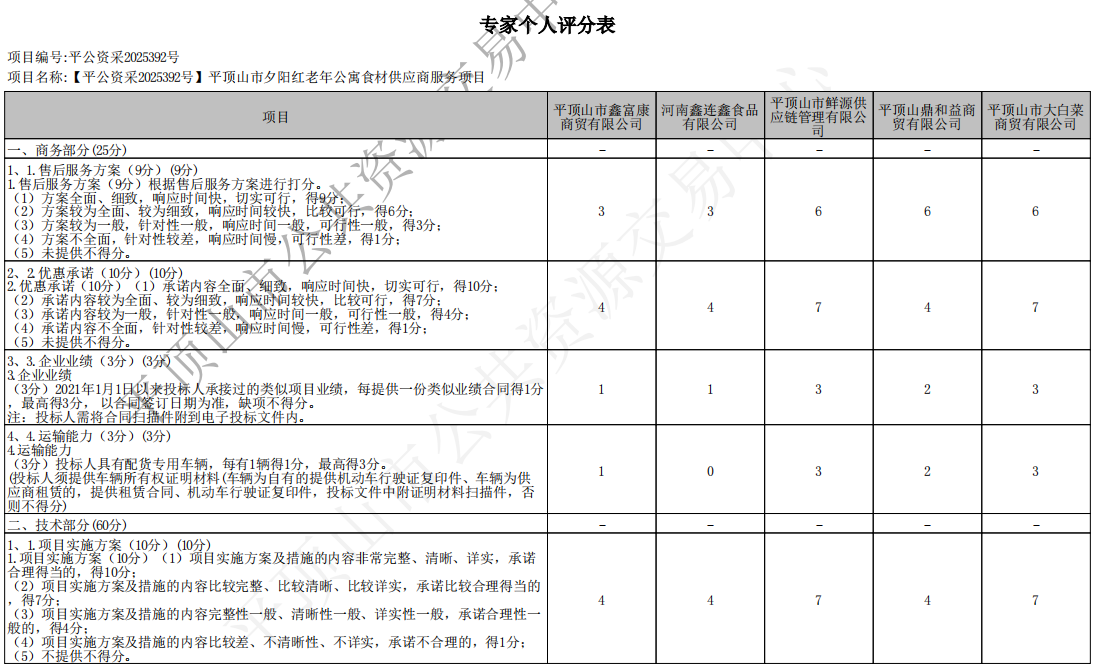 专家个人评分表
项目编号:平公资采2025392号
项目名称:【平公资采2025392号】平顶山市夕阳红老年公寓食材供应商服务项目
项目 平顶山市鑫富康商贸有限公司 河南鑫连鑫食品有限公司 平顶山市鲜源供应链管理有限公司 平顶山鼎和益商贸有限公司 平顶山市大白菜商贸有限公司
一、商务部分(25分) – – – – –
1、1.售后服务方案（9分）(9分)
1.售后服务方案（9分）根据售后服务方案进行打分。
（1）方案全面、细致，响应时间快，切实可行，得9分；
（2）方案较为全面、较为细致，响应时间较快，比较可行，得6分；
（3）方案较为一般，针对性一般，响应时间一般，可行性一般，得3分；
（4）方案不全面，针对性较差，响应时间慢，可行性差，得1分；
（5）未提供不得分。
3 3 6 6 6
2、2.优惠承诺（10分）(10分)
2.优惠承诺（10分）（1）承诺内容全面、细致，响应时间快，切实可行，得10分；
（2）承诺内容较为全面、较为细致，响应时间较快，比较可行，得7分；
（3）承诺内容较为一般，针对性一般，响应时间一般，可行性一般，得4分；
（4）承诺内容不全面，针对性较差，响应时间慢，可行性差，得1分；
（5）未提供不得分。
4 4 7 4 7
3、3.企业业绩（3分）(3分)
3.企业业绩
（3分）2021年1月1日以来投标人承接过的类似项目业绩，每提供一份类似业绩合同得1分
，最高得3分， 以合同签订日期为准，缺项不得分。
注：投标人需将合同扫描件附到电子投标文件内。
1 1 3 2 3
4、4.运输能力（3分）(3分)
4.运输能力
（3分）投标人具有配货专用车辆，每有1辆得1分，最高得3分。
(投标人须提供车辆所有权证明材料(车辆为自有的提供机动车行驶证复印件、车辆为供
应商租赁的，提供租赁合同、机动车行驶证复印件，投标文件中附证明材料扫描件，否
则不得分)
1 0 3 2 3
二、技术部分(60分) – – – – –
1、1.项目实施方案（10分）(10分)
1.项目实施方案（10分）（1）项目实施方案及措施的内容非常完整、清晰、详实，承诺
合理得当的，得10分；
（2）项目实施方案及措施的内容比较完整、比较清晰、比较详实，承诺比较合理得当的
，得7分；
（3）项目实施方案及措施的内容完整性一般、清晰性一般、详实性一般，承诺合理性一
般的，得4分；
（4）项目实施方案及措施的内容比较差、不清晰性、不详实，承诺不合理的，得1分；
（5）不提供不得分。
4 4 7 4 7
平顶山市公共资源交易中
平顶山市公共资源交易中心